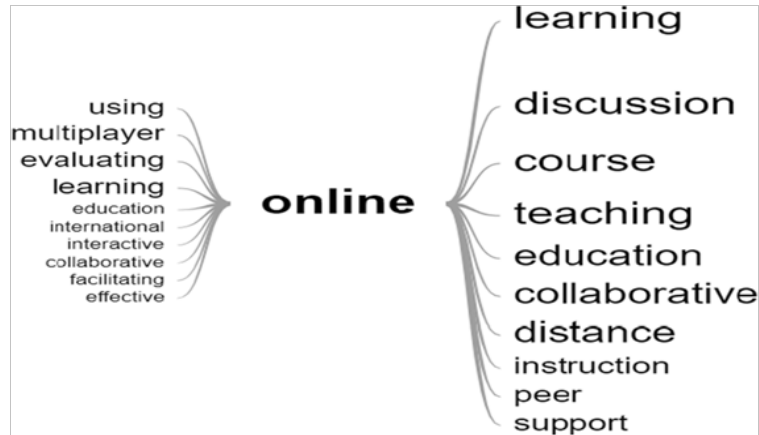 using
multiplayer
evaluating
learning
education
international
interactive
collaborative
facilitating
effective
online
learning
discussion
course
teaching
education
collaborative
distance
instruction
peer
support